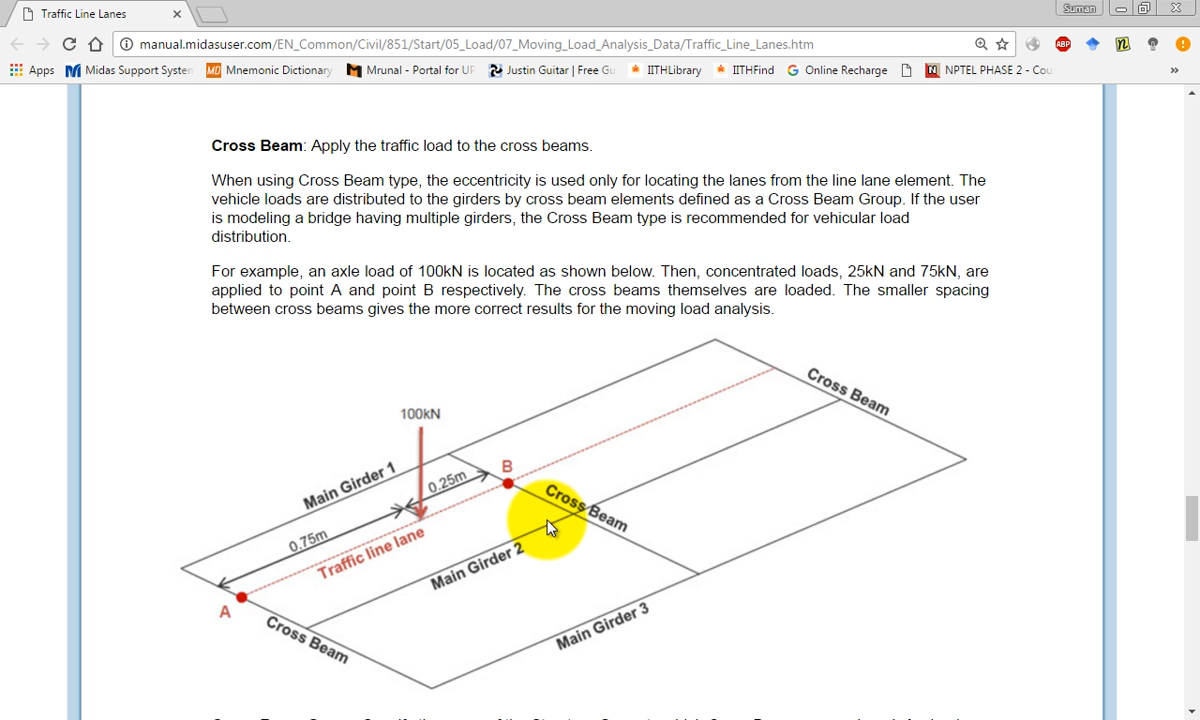 Traffic Line Lanes
Suman
manual.midasuser.com/EN_Common/Civil/851/Start/05_Load/07_Moving_Load_Analysis_Data/Traffic_Line_Lanes.htm
ABP
Apps Midas Support System MD Mnemonic Dictionary Mrunal - Portal for UP Justin Guitar | Free Gu IITHLibrary IITHFind Online Recharge NPTEL PHASE 2 - Cou »
Cross Beam: Apply the traffic load to the cross beams.
When using Cross Beam type, the eccentricity is used only for locating the lanes from the line lane element. The
vehicle loads are distributed to the girders by cross beam elements defined as a Cross Beam Group. If the user
is modeling a bridge having multiple girders, the Cross Beam type is recommended for vehicular load
distribution.
For example, an axle load of 100kN is located as shown below. Then, concentrated loads, 25kN and 75kN, are
applied to point A and point B respectively. The cross beams themselves are loaded. The smaller spacing
between cross beams gives the more correct results for the moving load analysis.
Cross Beam
100kN
Main Girder 1
B
0.25m
Cross Beam
0.75m
Traffic line lane
Main Girder 2
A
Cross Beam
Main Girder 3